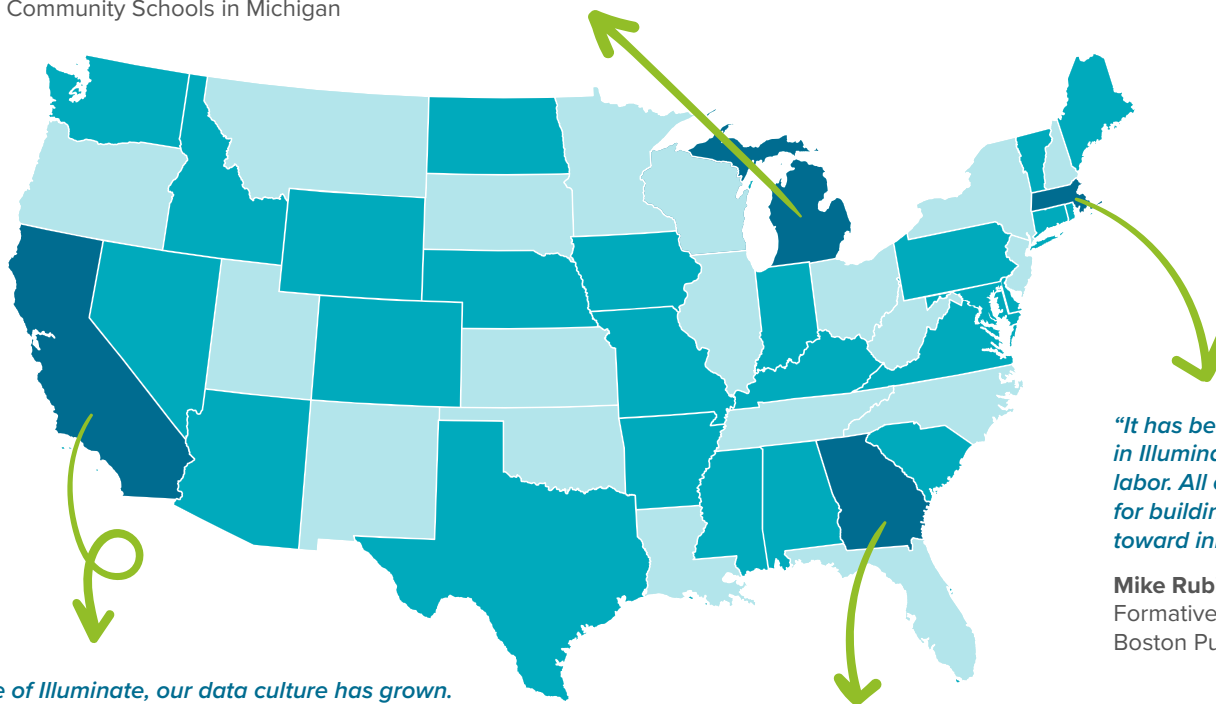 Community Schools in Michigan
“It has be
in Illumina
labor. All
for buildin
toward in
Mike Rub
Formative
Boston Pu
e of Illuminate, our data culture has grown.